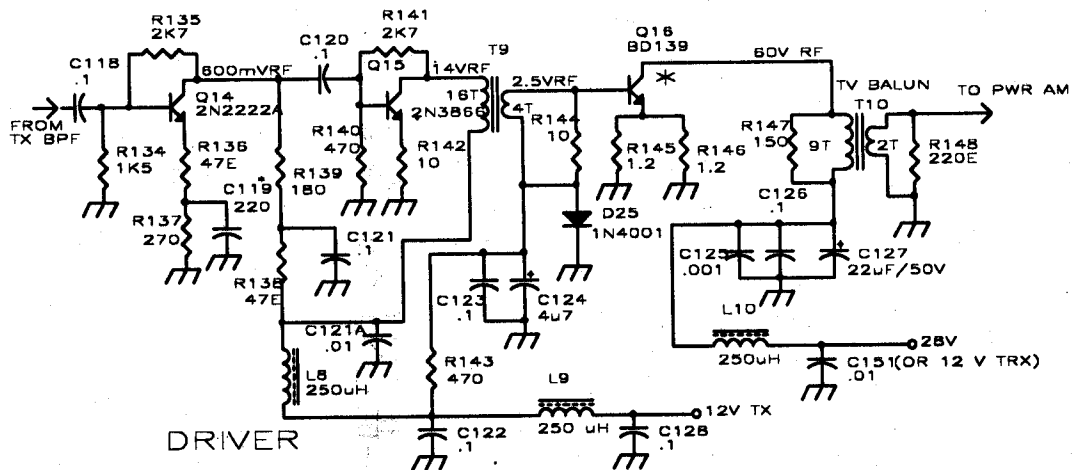 R135
2K7
C118
.1
FROM
TX BPF
R134
1K5
Q14
2N2222A
600mVRF
R136
47E
C119*
220
R137
270
R139
180
C121
.1
R138
47E
C121A
.01
L8
250uH
C120
.1
R141
2K7
Q15
2N3866
14VRF
R140
470
R142
10
T9
16T
4T
2.5VRF
R144
10
D25
1N4001
C123
.1
C124
4u7
R143
470
C122
.1
L9
250 uH
C128
.1
12V TX
Q16
BD139
*
R145
1.2
R146
1.2
60V RF
TV BALUN
T10
R147
150
9T
2T
R148
220E
TO PWR AM
C126
.1
C125
.001
C127
22uF/50V
L10
250uH
28V
(OR 12 V TRX)
C151
.01
DRIVER